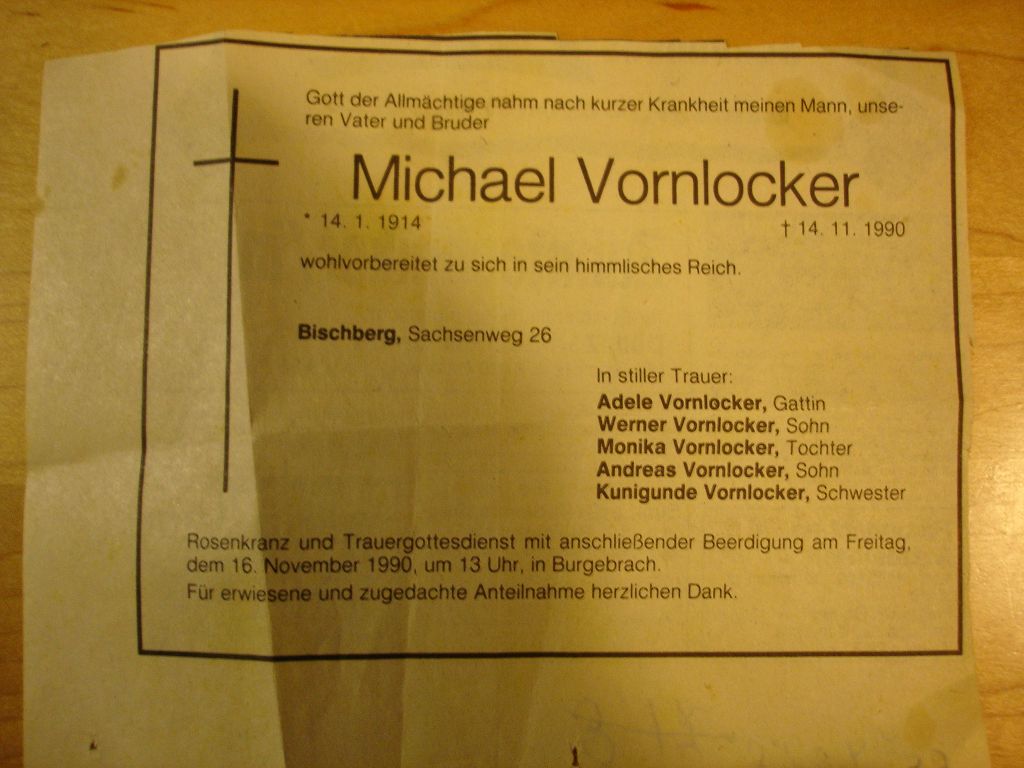 Gott der Allmächtige nahm nach kurzer Krankheit meinen Mann, unse-
ren Vater und Bruder
Michael Vornlocker
* 14. 1. 1914 † 14. 11. 1990
wohlvorbereitet zu sich in sein himmlisches Reich.
Bischberg, Sachsenweg 26
In stiller Trauer:
Adele Vornlocker, Gattin
Werner Vornlocker, Sohn
Monika Vornlocker, Tochter
Andreas Vornlocker, Sohn
Kunigunde Vornlocker, Schwester
Rosenkranz und Trauergottesdienst mit anschließender Beerdigung am Freitag,
dem 16. November 1990, um 13 Uhr, in Burgebrach.
Für erwiesene und zugedachte Anteilnahme herzlichen Dank.